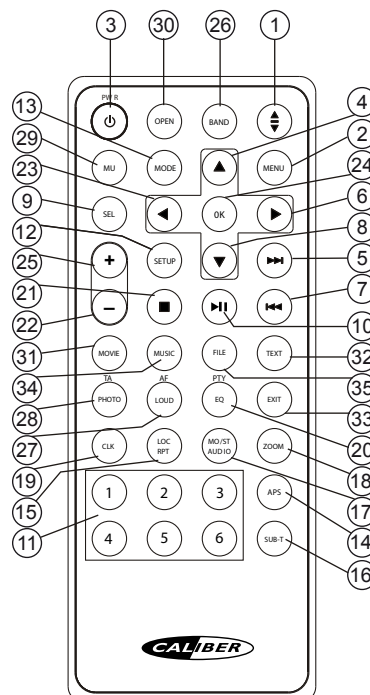 3 30 26 1
PW R
OPEN BAND
13 4
29 MU MODE MENU 2
23 24
9 SEL OK 6
12 8
25 + SETUP 5
21 7
22 − 10
31 MOVIE MUSIC FILE TEXT 32
34 35
TA AF PTY
28 PHOTO LOUD EQ EXIT 33
27 20
19 CLK LOC RPT MO/ST AUDIO ZOOM 18
15 17
11 1 2 3 APS 14
4 5 6 SUB-T 16
CALIBER